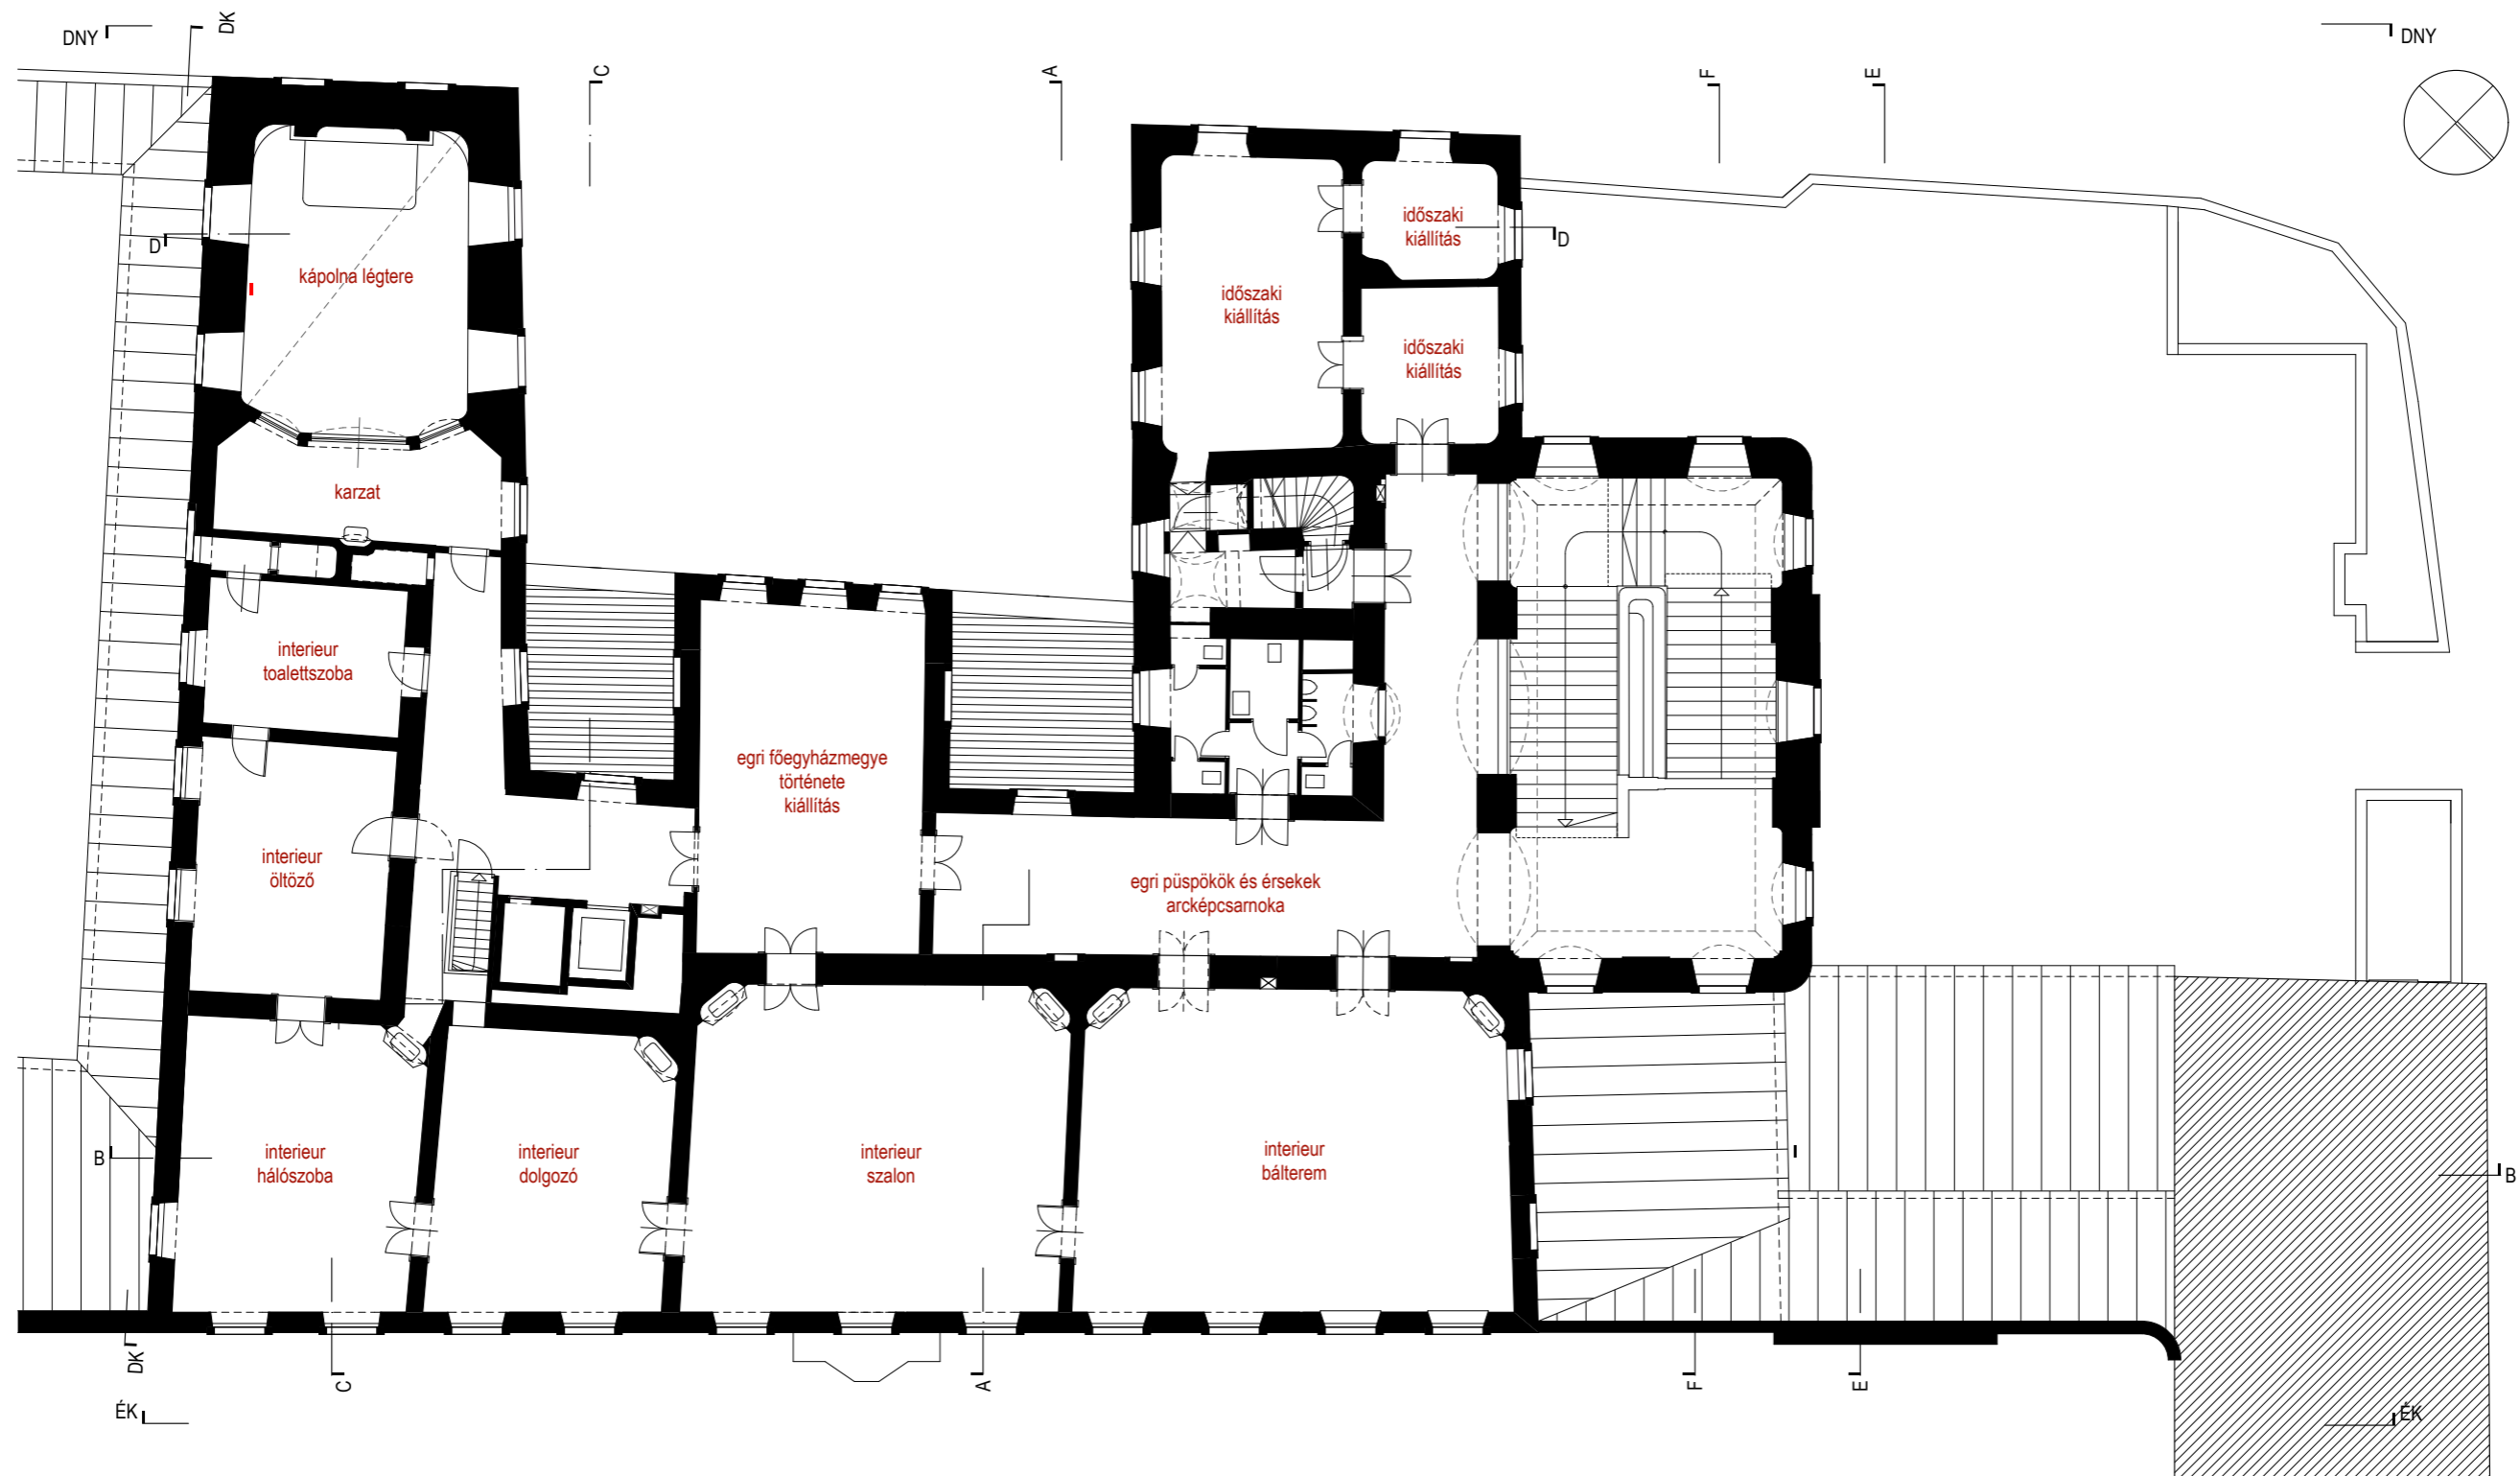 DNY
DK
C
A
F
E
DNY
D
kápolna légtere
időszaki
kiállítás
D
időszaki
kiállítás
időszaki
kiállítás
karzat
interieur
toalettszoba
egri főegyházmegye
története
kiállítás
interieur
öltöző
egri püspökök és érsekek
arcképcsarnoka
B
interieur
hálószoba
interieur
dolgozó
interieur
szalon
interieur
bálterem
B
DK
C
A
F
E
ÉK
ÉK